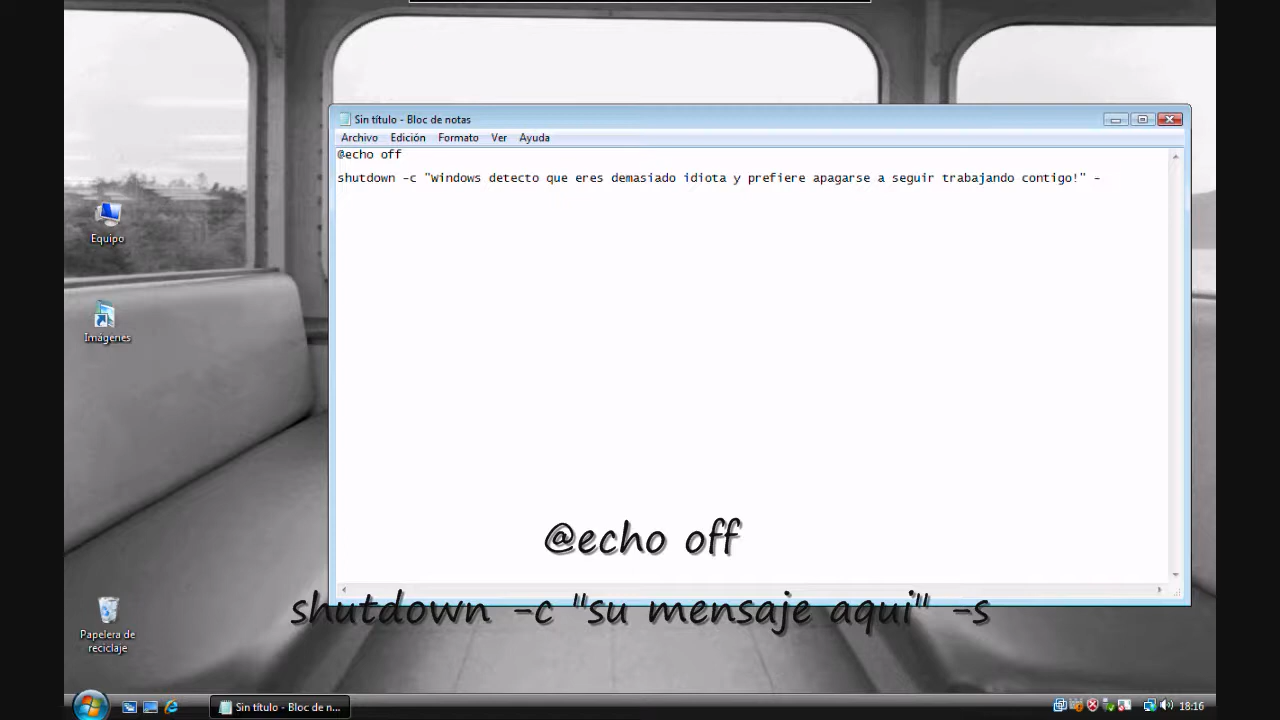 Sin título - Bloc de notas
Archivo Edición Formato Ver Ayuda
@echo off
shutdown -c "windows detecto que eres demasiado idiota y prefiere apagarse a seguir trabajando contigo!" -
Equipo
Imágenes
@echo off
shutdown -c "su mensaje aqui" -s
Papelera de
reciclaje
Sin título - Bloc de n...
18:16